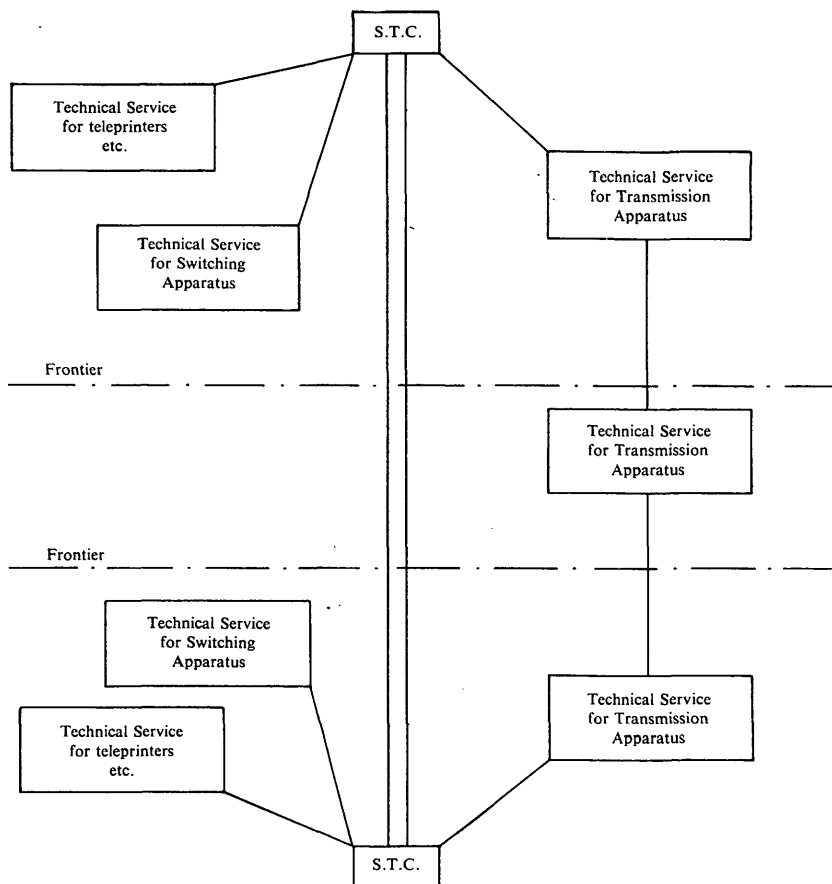 S.T.C.
Technical Service
for teleprinters
etc.
Technical Service
for Transmission
Apparatus
Technical Service
for Switching
Apparatus
Frontier
Technical Service
for Transmission
Apparatus
Frontier
Technical Service
for Switching
Apparatus
Technical Service
for Transmission
Apparatus
Technical Service
for teleprinters
etc.
S.T.C.